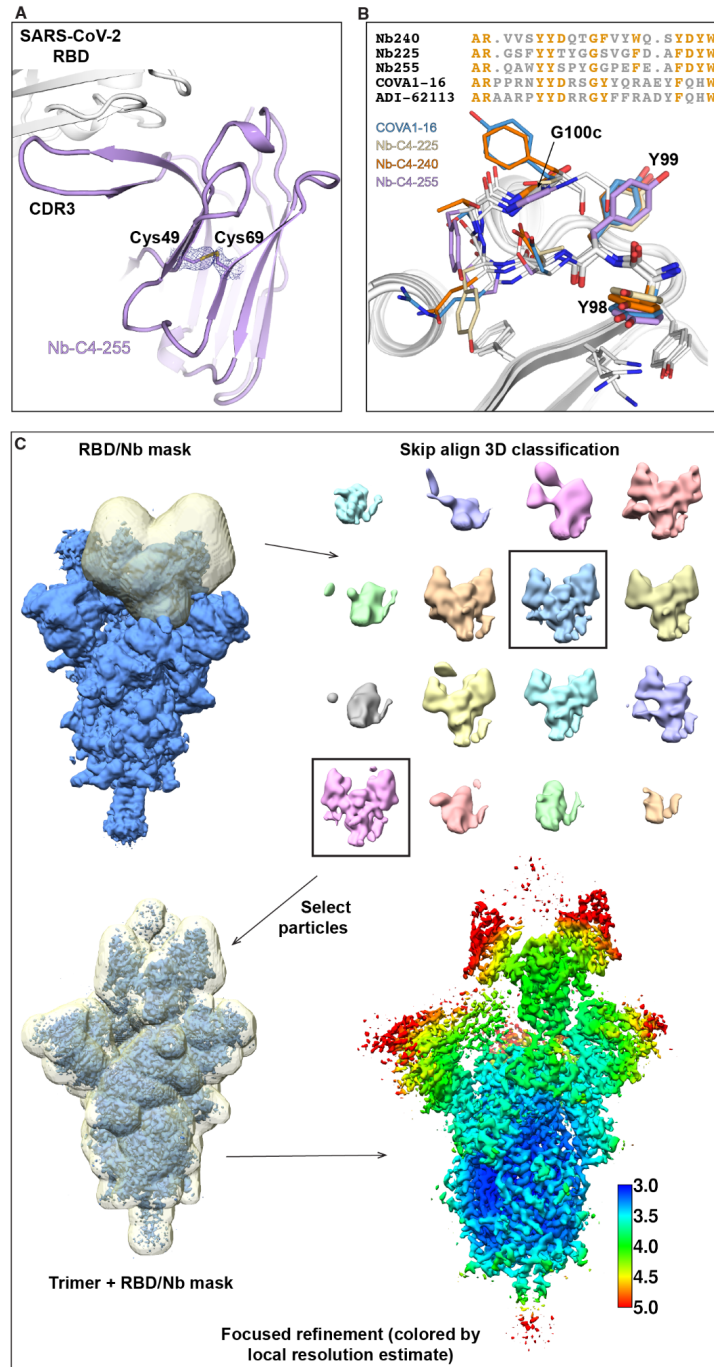 A
SARS-CoV-2
RBD
CDR3
Cys49
Cys69
Nb-C4-255
B
Nb240 AR.VVSYYDQTGFVYWQ.SYDYW
Nb225 AR.GSFYYTGGSVGFD.AFDYW
Nb255 AR.QAWYYSPYGGPEFE.AFDYW
COVA1-16 ARPPRNYYDRSGYYQRAEYFQHW
ADI-62113 ARAARPYYDRRGYFFRADYFQHW
COVA1-16
Nb-C4-225
Nb-C4-240
Nb-C4-255
G100c
Y99
Y98
C
RBD/Nb mask
Skip align 3D classification
Select
particles
Trimer + RBD/Nb mask
3.0
3.5
4.0
4.5
5.0
Focused refinement (colored by
local resolution estimate)